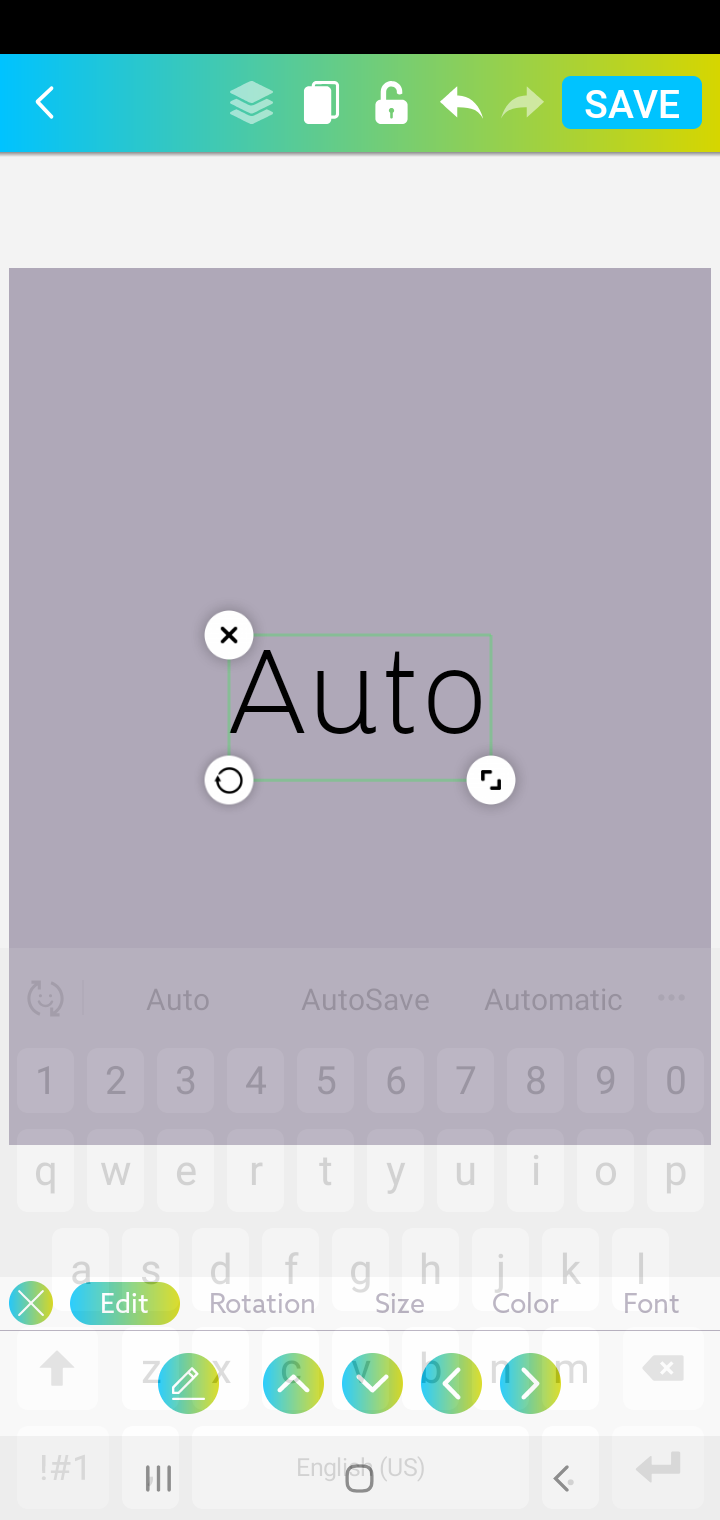 SAVE
Auto
Auto AutoSave Automatic
1 2 3 4 5 6 7 8 9 0
q w e r t y u i o p
a s d f g h j k l
Edit Rotation Size Color Font
z x c v b n m
!#1 , English (US) .